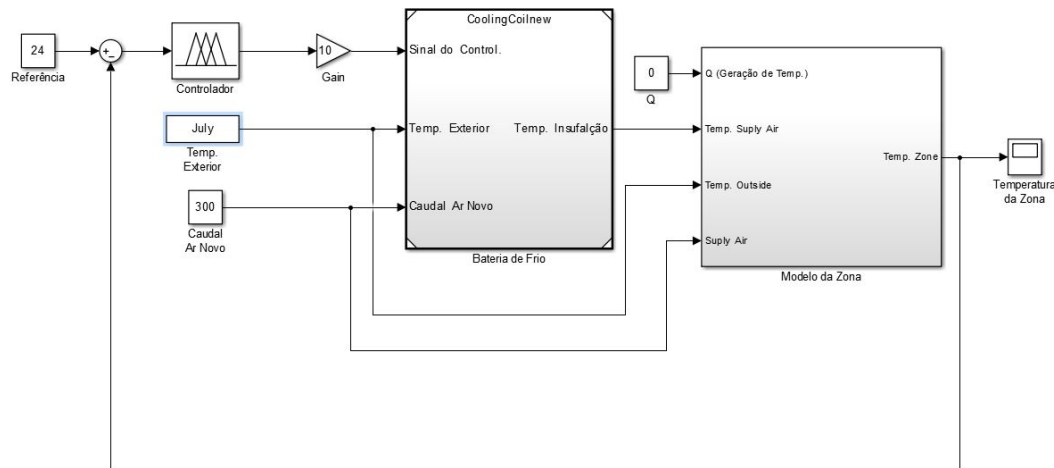 CoolingCoilnew
24
Referência
+
−
Controlador
10
Gain
Sinal do Control.
0
Q
Q (Geração de Temp.)
July
Temp.
Exterior
Temp. Exterior
Temp. Insufalção
Temp. Suply Air
Temp. Zone
Temperatura
da Zona
300
Caudal
Ar Novo
Caudal Ar Novo
Temp. Outside
Suply Air
Bateria de Frio
Modelo da Zona